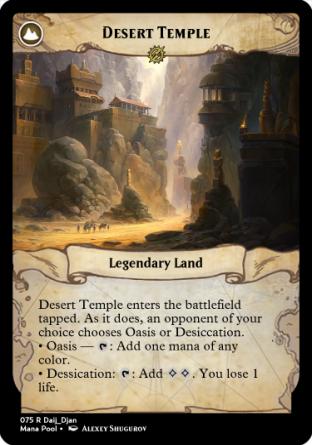 DESERT TEMPLE
Legendary Land
Desert Temple enters the battlefield
tapped. As it does, an opponent of your
choice chooses Oasis or Desiccation.
• Oasis — : Add one mana of any
color.
• Dessication: : Add . You lose 1
life.
075 R Daij_Djan
Mana Pool • ALEXEY SHUGUROV